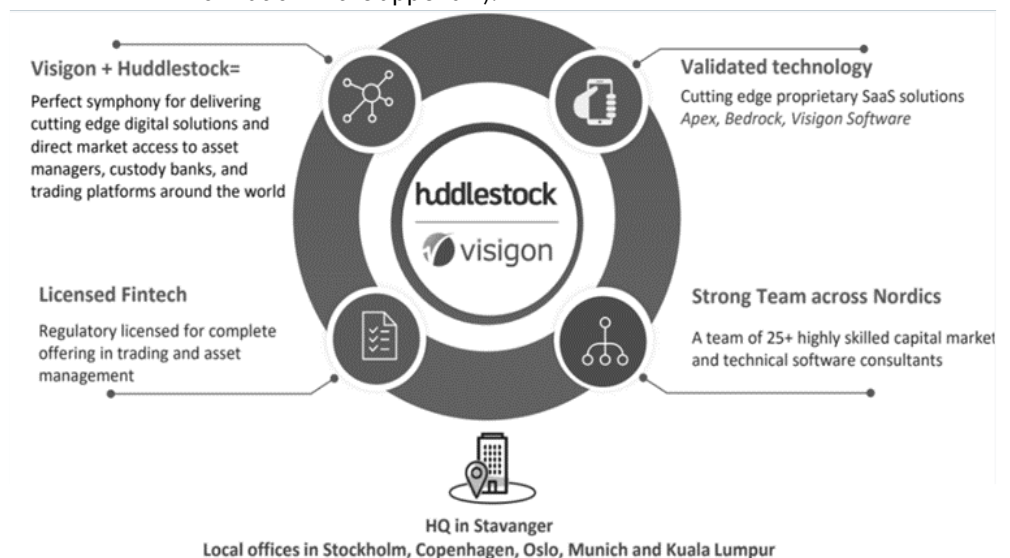 Visigon + Huddlestock=
Perfect symphony for delivering
cutting edge digital solutions and
direct market access to asset
managers, custody banks, and
trading platforms around the world
Validated technology
Cutting edge proprietary SaaS solutions
Apex, Bedrock, Visigon Software
huddlestock
visigon
Licensed Fintech
Regulatory licensed for complete
offering in trading and asset
management
Strong Team across Nordics
A team of 25+ highly skilled capital market
and technical software consultants
HQ in Stavanger
Local offices in Stockholm, Copenhagen, Oslo, Munich and Kuala Lumpur